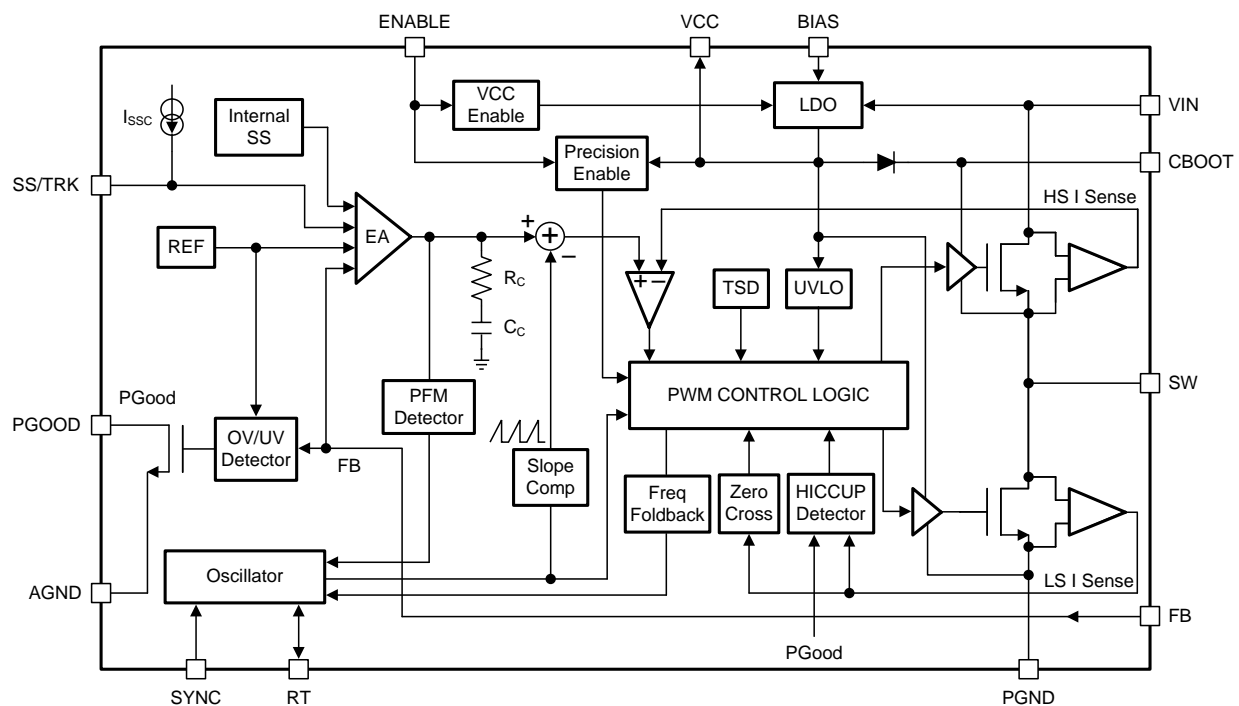 ENABLE
VCC
BIAS
ISSC
Internal
SS
VCC
Enable
LDO
VIN
Precision
Enable
CBOOT
SS/TRK
HS I Sense
EA
REF
+
+
−
RC
CC
+ −
TSD
UVLO
PWM CONTROL LOGIC
SW
PFM
Detector
PGood
PGOOD
OV/UV
Detector
FB
Slope
Comp
Freq
Foldback
Zero
Cross
HICCUP
Detector
Oscillator
LS I Sense
AGND
FB
PGood
SYNC
RT
PGND